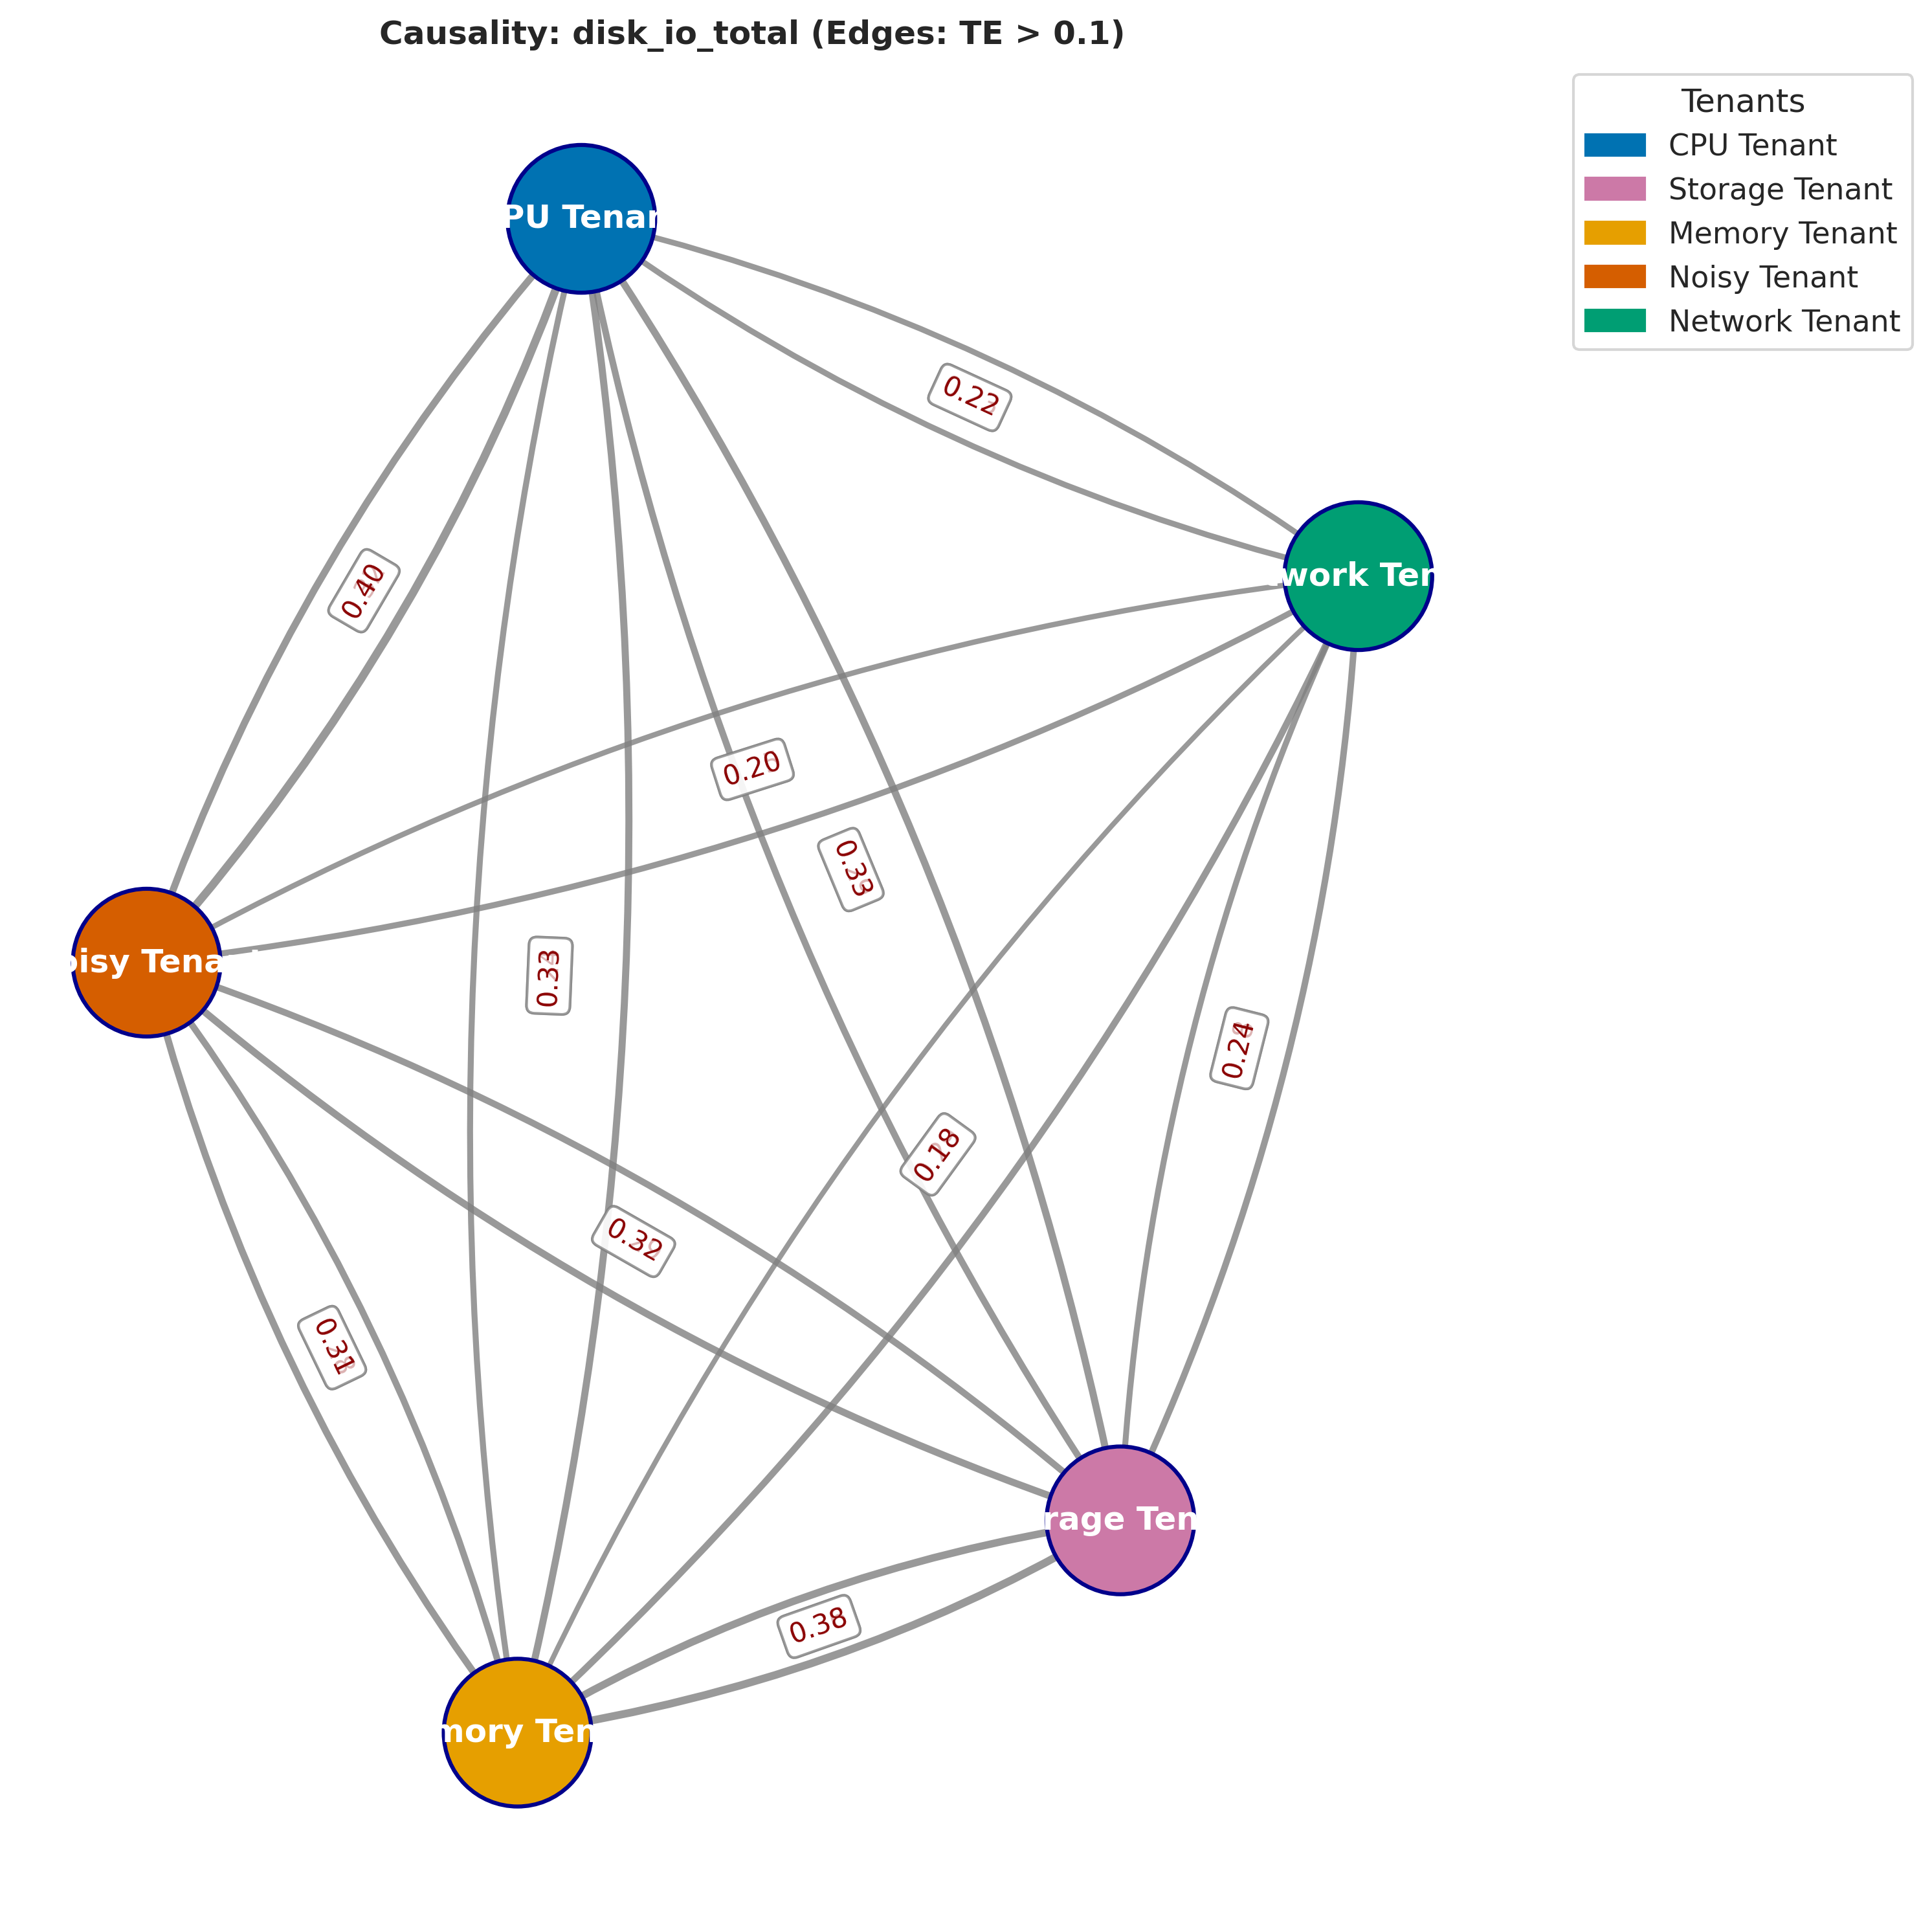 Causality: disk_io_total (Edges: TE > 0.1)
Tenants
CPU Tenant
Storage Tenant
Memory Tenant
Noisy Tenant
Network Tenant
PU Tenan
0.22
work Ten
0.40
0.20
0.33
oisy Tena
0.33
0.24
0.18
0.32
0.31
rage Ten
0.38
mory Ten